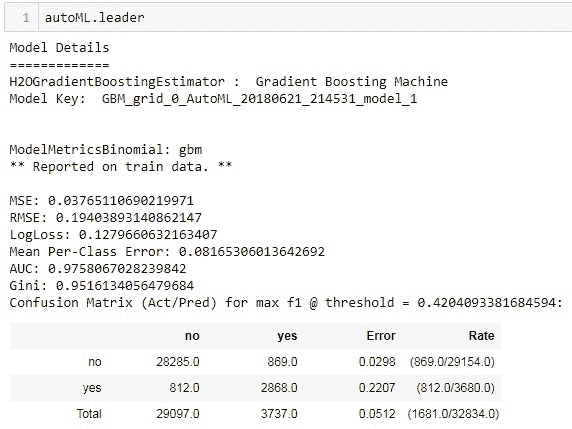 1 autoML.leader
Model Details
=============
H2OGradientBoostingEstimator :  Gradient Boosting Machine
Model Key:  GBM_grid_0_AutoML_20180621_214531_model_1
ModelMetricsBinomial: gbm
** Reported on train data. **
MSE: 0.03765110690219971
RMSE: 0.19403893140862147
LogLoss: 0.1279660632163407
Mean Per-Class Error: 0.08165306013642692
AUC: 0.9758067028239842
Gini: 0.9516134056479684
Confusion Matrix (Act/Pred) for max f1 @ threshold = 0.4204093381684594:
no yes Error Rate
no 28285.0 869.0 0.0298 (869.0/29154.0)
yes 812.0 2868.0 0.2207 (812.0/3680.0)
Total 29097.0 3737.0 0.0512 (1681.0/32834.0)